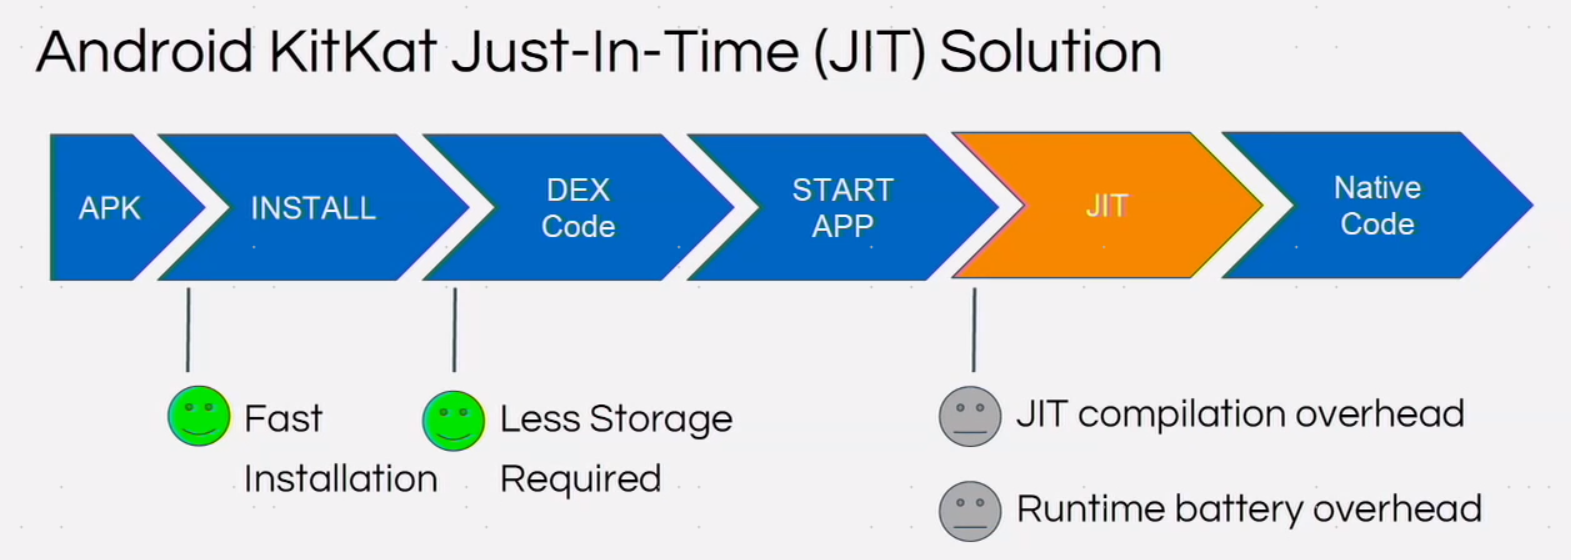 Android KitKat Just-In-Time (JIT) Solution
APK
INSTALL
DEX
Code
START
APP
JIT
Native
Code
Fast
Installation
Less Storage
Required
JIT compilation overhead
Runtime battery overhead